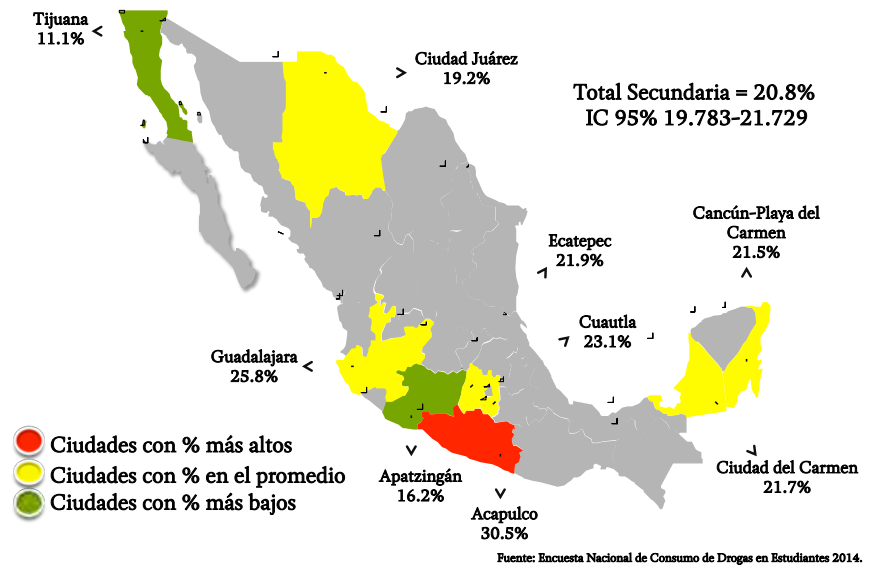 Tijuana
11.1%
Ciudad Juárez
19.2%
Total Secundaria = 20.8%
IC 95% 19.783-21.729
Cancún-Playa del
Carmen
21.5%
Ecatepec
21.9%
Cuautla
23.1%
Guadalajara
25.8%
Ciudades con % más altos
Ciudades con % en el promedio
Ciudades con % más bajos
Apatzingán
16.2%
Ciudad del Carmen
21.7%
Acapulco
30.5%
Fuente: Encuesta Nacional de Consumo de Drogas en Estudiantes 2014.